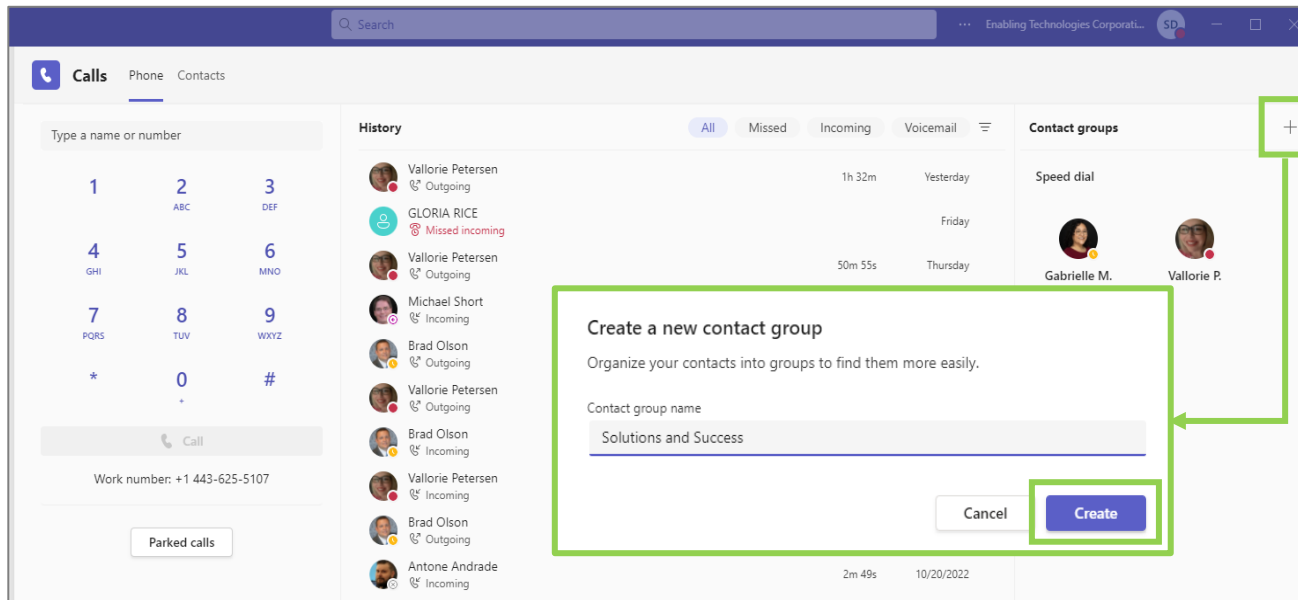 Search
... Enabling Technologies Corporati...
SD
Calls Phone Contacts
Type a name or number
1
2
ABC
3
DEF
4
GHI
5
JKL
6
MNO
7
PQRS
8
TUV
9
WXYZ
*
0
+
#
Call
Work number: +1 443-625-5107
Parked calls
History All Missed Incoming Voicemail
Vallorie Petersen
Outgoing 1h 32m Yesterday
GLORIA RICE
Missed incoming Friday
Vallorie Petersen
Outgoing 50m 55s Thursday
Michael Short
Incoming
Brad Olson
Outgoing
Vallorie Petersen
Outgoing
Brad Olson
Incoming
Vallorie Petersen
Incoming
Brad Olson
Outgoing
Antone Andrade
Incoming 2m 49s 10/20/2022
Contact groups +
Speed dial
Gabrielle M. Vallorie P.
Create a new contact group
Organize your contacts into groups to find them more easily.
Contact group name
Solutions and Success
Cancel Create